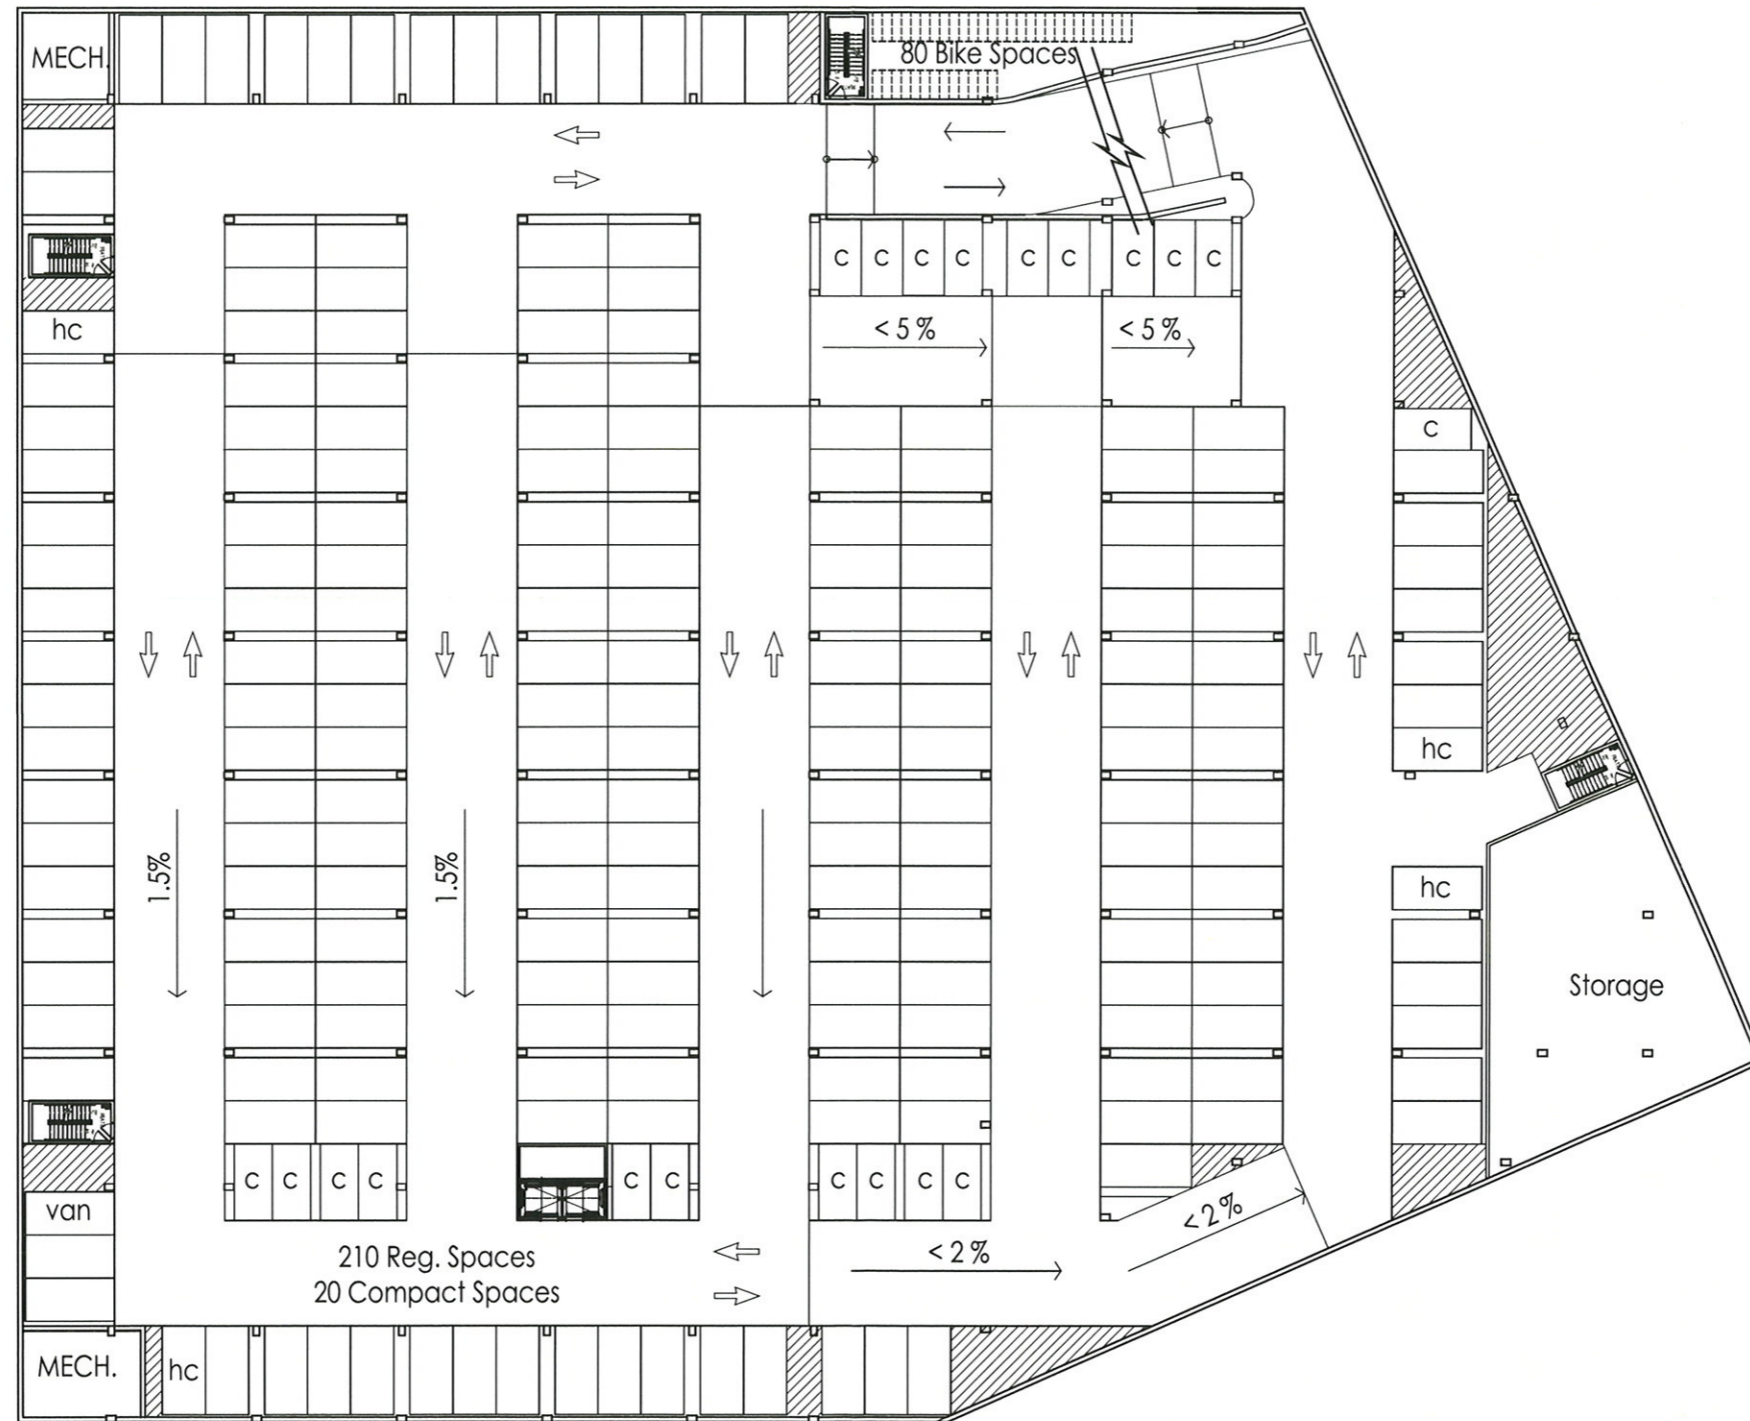 MECH.
80 Bike Spaces
C C C C C C C C C
hc
<5%
<5%
C
hc
1.5%
1.5%
hc
Storage
C C C C
C C
C C C C
van
<2%
210 Reg. Spaces
<2%
20 Compact Spaces
MECH.
hc